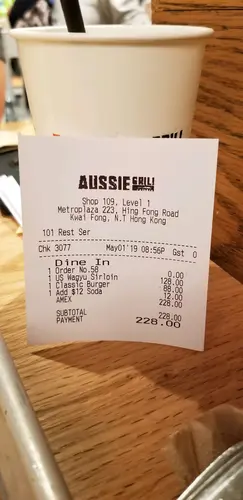 AUSSIE GRILL
Shop 109, Level 1
Metroplaza 223, Hing Fong Road
Kwai Fong, N.T Hong Kong
101 Rest Ser
Chk 3077 May01'19 08:56P Gst 0
Dine In
1 Order No.58 0.00
1 US Wagyu Sirloin 128.00
1 Classic Burger 88.00
1 Add $12 Soda 12.00
AMEX 228.00
SUBTOTAL 228.00
PAYMENT 228.00